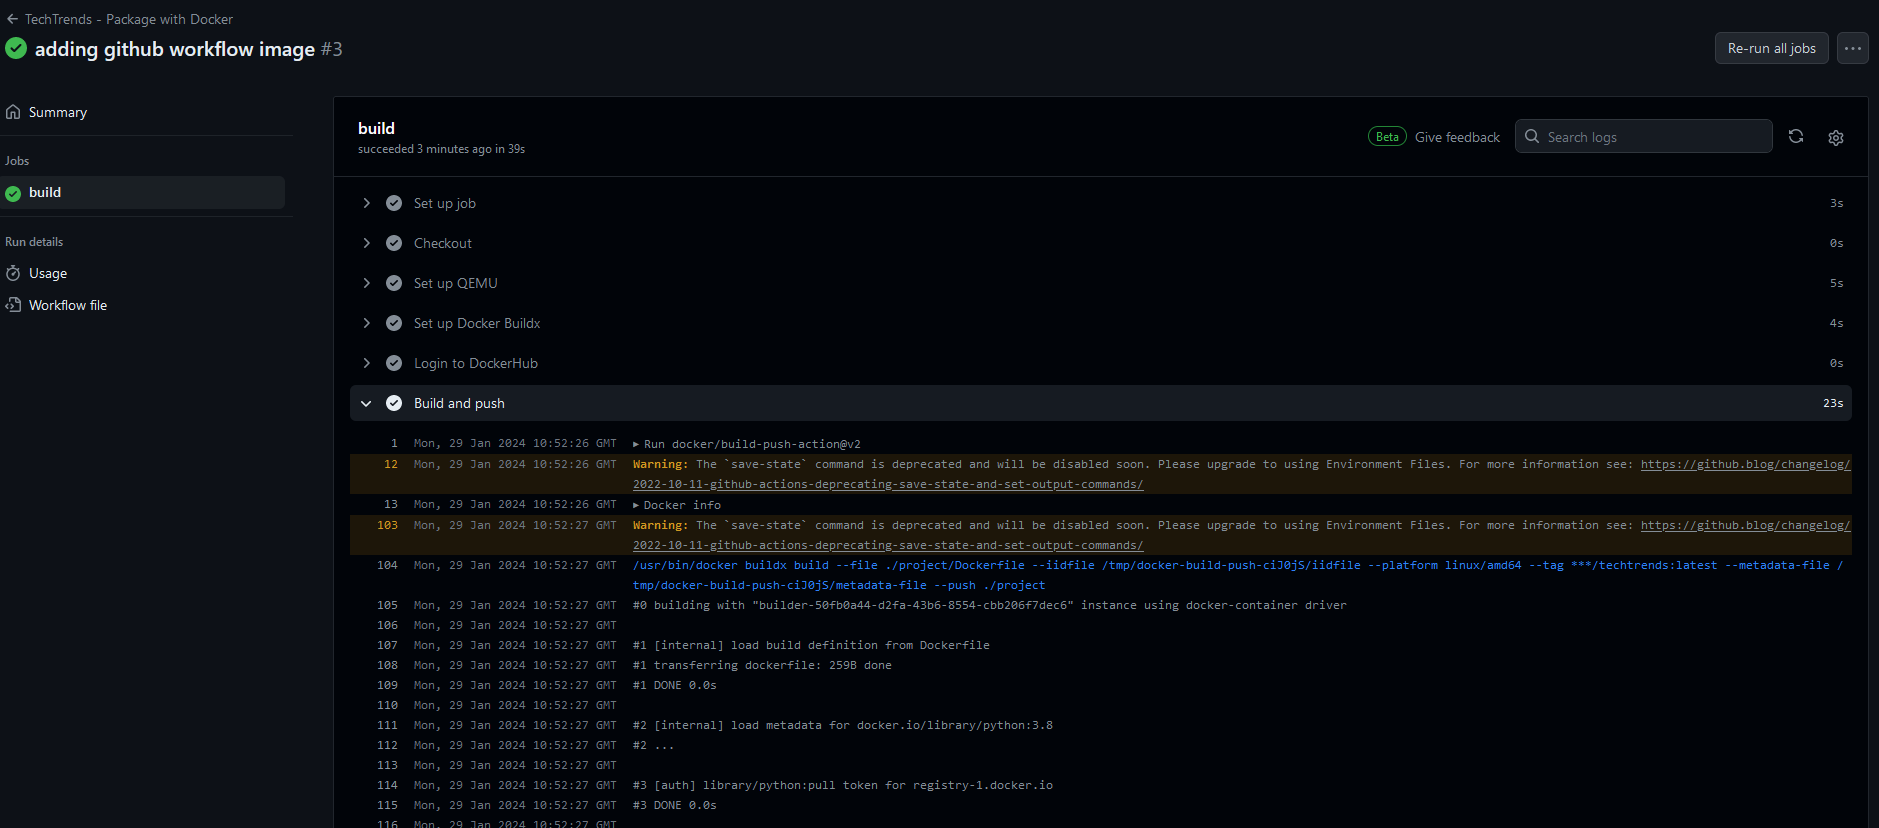 TechTrends - Package with Docker
adding github workflow image #3
Re-run all jobs
Summary
Jobs
build
Run details
Usage
Workflow file
build
succeeded 3 minutes ago in 39s
Beta Give feedback
Search logs
Set up job 3s
Checkout 0s
Set up QEMU 5s
Set up Docker Buildx 4s
Login to DockerHub 0s
Build and push 23s
1 Mon, 29 Jan 2024 10:52:26 GMT ▶ Run docker/build-push-action@v2
12 Mon, 29 Jan 2024 10:52:26 GMT Warning: The `save-state` command is deprecated and will be disabled soon. Please upgrade to using Environment Files. For more information see: https://github.blog/changelog/
2022-10-11-github-actions-deprecating-save-state-and-set-output-commands/
13 Mon, 29 Jan 2024 10:52:26 GMT ▶ Docker info
103 Mon, 29 Jan 2024 10:52:27 GMT Warning: The `save-state` command is deprecated and will be disabled soon. Please upgrade to using Environment Files. For more information see: https://github.blog/changelog/
2022-10-11-github-actions-deprecating-save-state-and-set-output-commands/
104 Mon, 29 Jan 2024 10:52:27 GMT /usr/bin/docker buildx build --file ./project/Dockerfile --iidfile /tmp/docker-build-push-ciJ0jS/iidfile --platform linux/amd64 --tag ***/techtrends:latest --metadata-file /
tmp/docker-build-push-ciJ0jS/metadata-file --push ./project
105 Mon, 29 Jan 2024 10:52:27 GMT #0 building with "builder-50fb0a44-d2fa-43b6-8554-cbb206f7dec6" instance using docker-container driver
106 Mon, 29 Jan 2024 10:52:27 GMT
107 Mon, 29 Jan 2024 10:52:27 GMT #1 [internal] load build definition from Dockerfile
108 Mon, 29 Jan 2024 10:52:27 GMT #1 transferring dockerfile: 259B done
109 Mon, 29 Jan 2024 10:52:27 GMT #1 DONE 0.0s
110 Mon, 29 Jan 2024 10:52:27 GMT
111 Mon, 29 Jan 2024 10:52:27 GMT #2 [internal] load metadata for docker.io/library/python:3.8
112 Mon, 29 Jan 2024 10:52:27 GMT #2 ...
113 Mon, 29 Jan 2024 10:52:27 GMT
114 Mon, 29 Jan 2024 10:52:27 GMT #3 [auth] library/python:pull token for registry-1.docker.io
115 Mon, 29 Jan 2024 10:52:27 GMT #3 DONE 0.0s
116 Mon, 29 Jan 2024 10:52:27 GMT